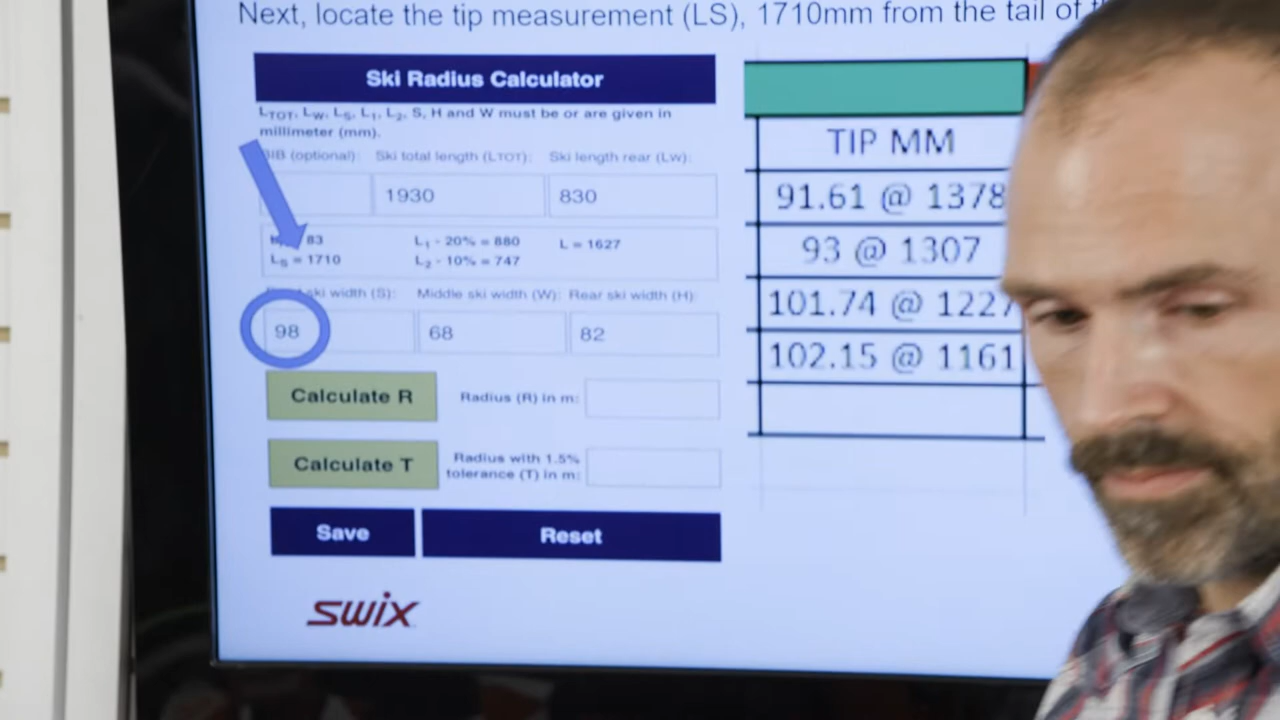 Next, locate the tip measurement (LS), 1710mm from the tail of
Ski Radius Calculator
LTOT, LW, LS, L1, L2, S, H and W must be or are given in
millimeter (mm).
BIB (optional): Ski total length (LTOT): Ski length rear (LW):
1930 830
83 L1 - 20% = 880 L = 1627
LS = 1710 L2 - 10% = 747
ski width (S): Middle ski width (W): Rear ski width (H):
98 68 82
Calculate R Radius (R) in m:
Calculate T Radius with 1.5%
tolerance (T) in m:
Save Reset
swix
TIP MM
91.61 @ 1378
93 @ 1307
101.74 @ 1227
102.15 @ 1161